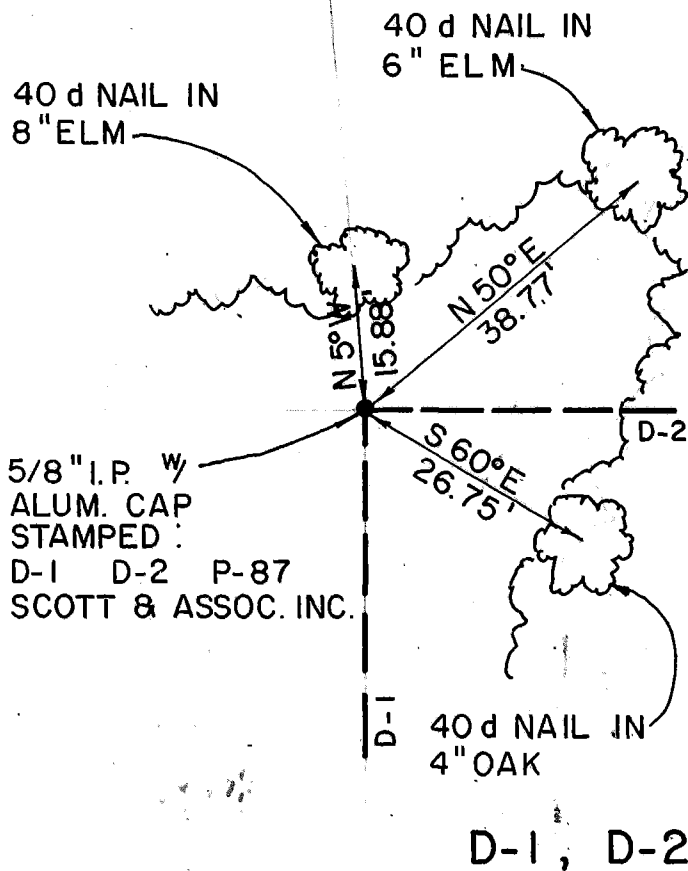 40 d NAIL IN
6" ELM
40 d NAIL IN
8" ELM
N 50° E
38.77'
N 5° W
15.88'
D-2
S 60° E
26.75'
5/8" I.P. W/
ALUM. CAP
STAMPED :
D-1 D-2 P-87
SCOTT & ASSOC. INC.
D-1
40 d NAIL IN
4" OAK
D-1, D-2